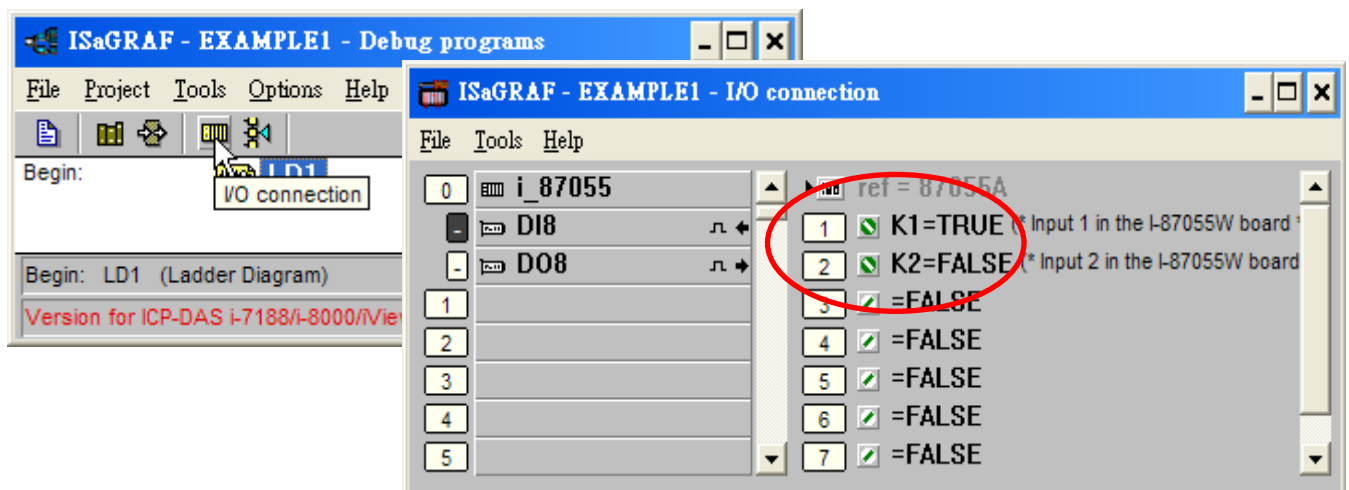 ISaGRAF - EXAMPLE1 - Debug programs
File Project Tools Options Help
Begin:
LD1
I/O connection
Begin: LD1 (Ladder Diagram)
Version for ICP-DAS i-7188/i-8000/iVie
ISaGRAF - EXAMPLE1 - I/O connection
File Tools Help
0 i_87055
- DI8
- DO8
1
2
3
4
5
ref = 87055A
1 K1=TRUE (* Input 1 in the I-87055W board *
2 K2=FALSE (* Input 2 in the I-87055W board
3 =FALSE
4 =FALSE
5 =FALSE
6 =FALSE
7 =FALSE